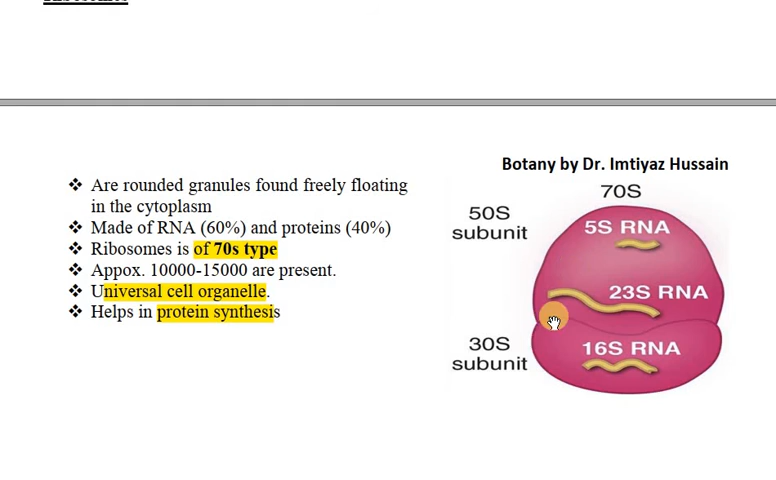 ❖ Are rounded granules found freely floating
in the cytoplasm
❖ Made of RNA (60%) and proteins (40%)
❖ Ribosomes is of 70s type
❖ Appox. 10000-15000 are present.
❖ Universal cell organelle.
❖ Helps in protein synthesis
Botany by Dr. Imtiyaz Hussain
70S
50S
subunit
5S RNA
23S RNA
30S
subunit
16S RNA